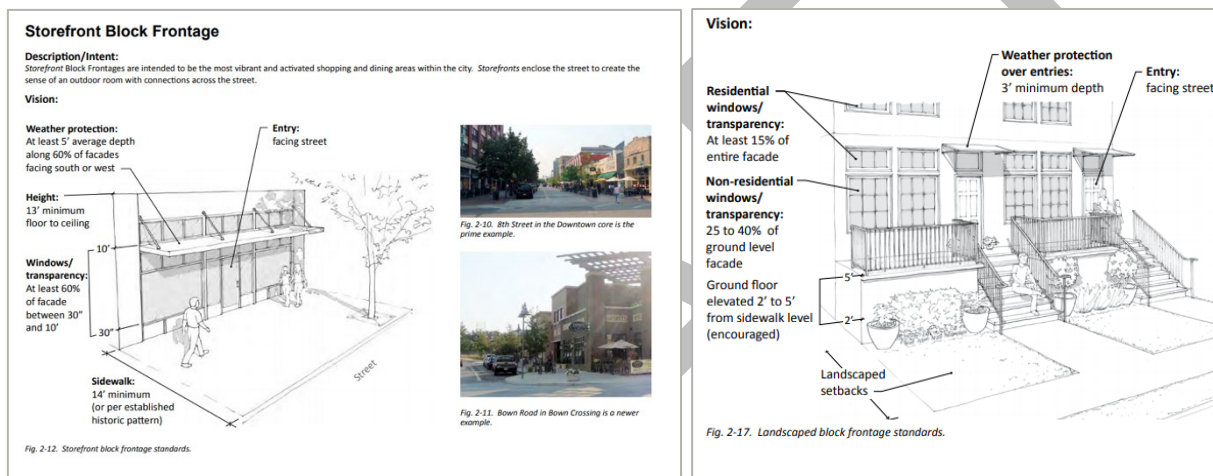 Storefront Block Frontage
Description/Intent:
Storefront Block Frontages are intended to be the most vibrant and activated shopping and dining areas within the city. Storefronts enclose the street to create the
sense of an outdoor room with connections across the street.
Vision:
Weather protection:
At least 5' average depth
along 60% of facades
facing south or west
Entry:
facing street
Height:
13' minimum
floor to ceiling
10'
Windows/
transparency:
At least 60%
of facade
between 30"
and 10'
30"
Sidewalk:
14' minimum
(or per established
historic pattern)
Street
Fig. 2-12. Storefront block frontage standards.
Fig. 2-10. 8th Street in the Downtown core is the
prime example.
Fig. 2-11. Bown Road in Bown Crossing is a newer
example.
Vision:
Weather protection
over entries:
3' minimum depth
Entry:
facing street
Residential
windows/
transparency:
At least 15% of
entire facade
Non-residential
windows/
transparency:
25 to 40% of
ground level
facade
Ground floor
elevated 2' to 5'
from sidewalk level
(encouraged)
5'
2'
Landscaped
setbacks
Fig. 2-17. Landscaped block frontage standards.